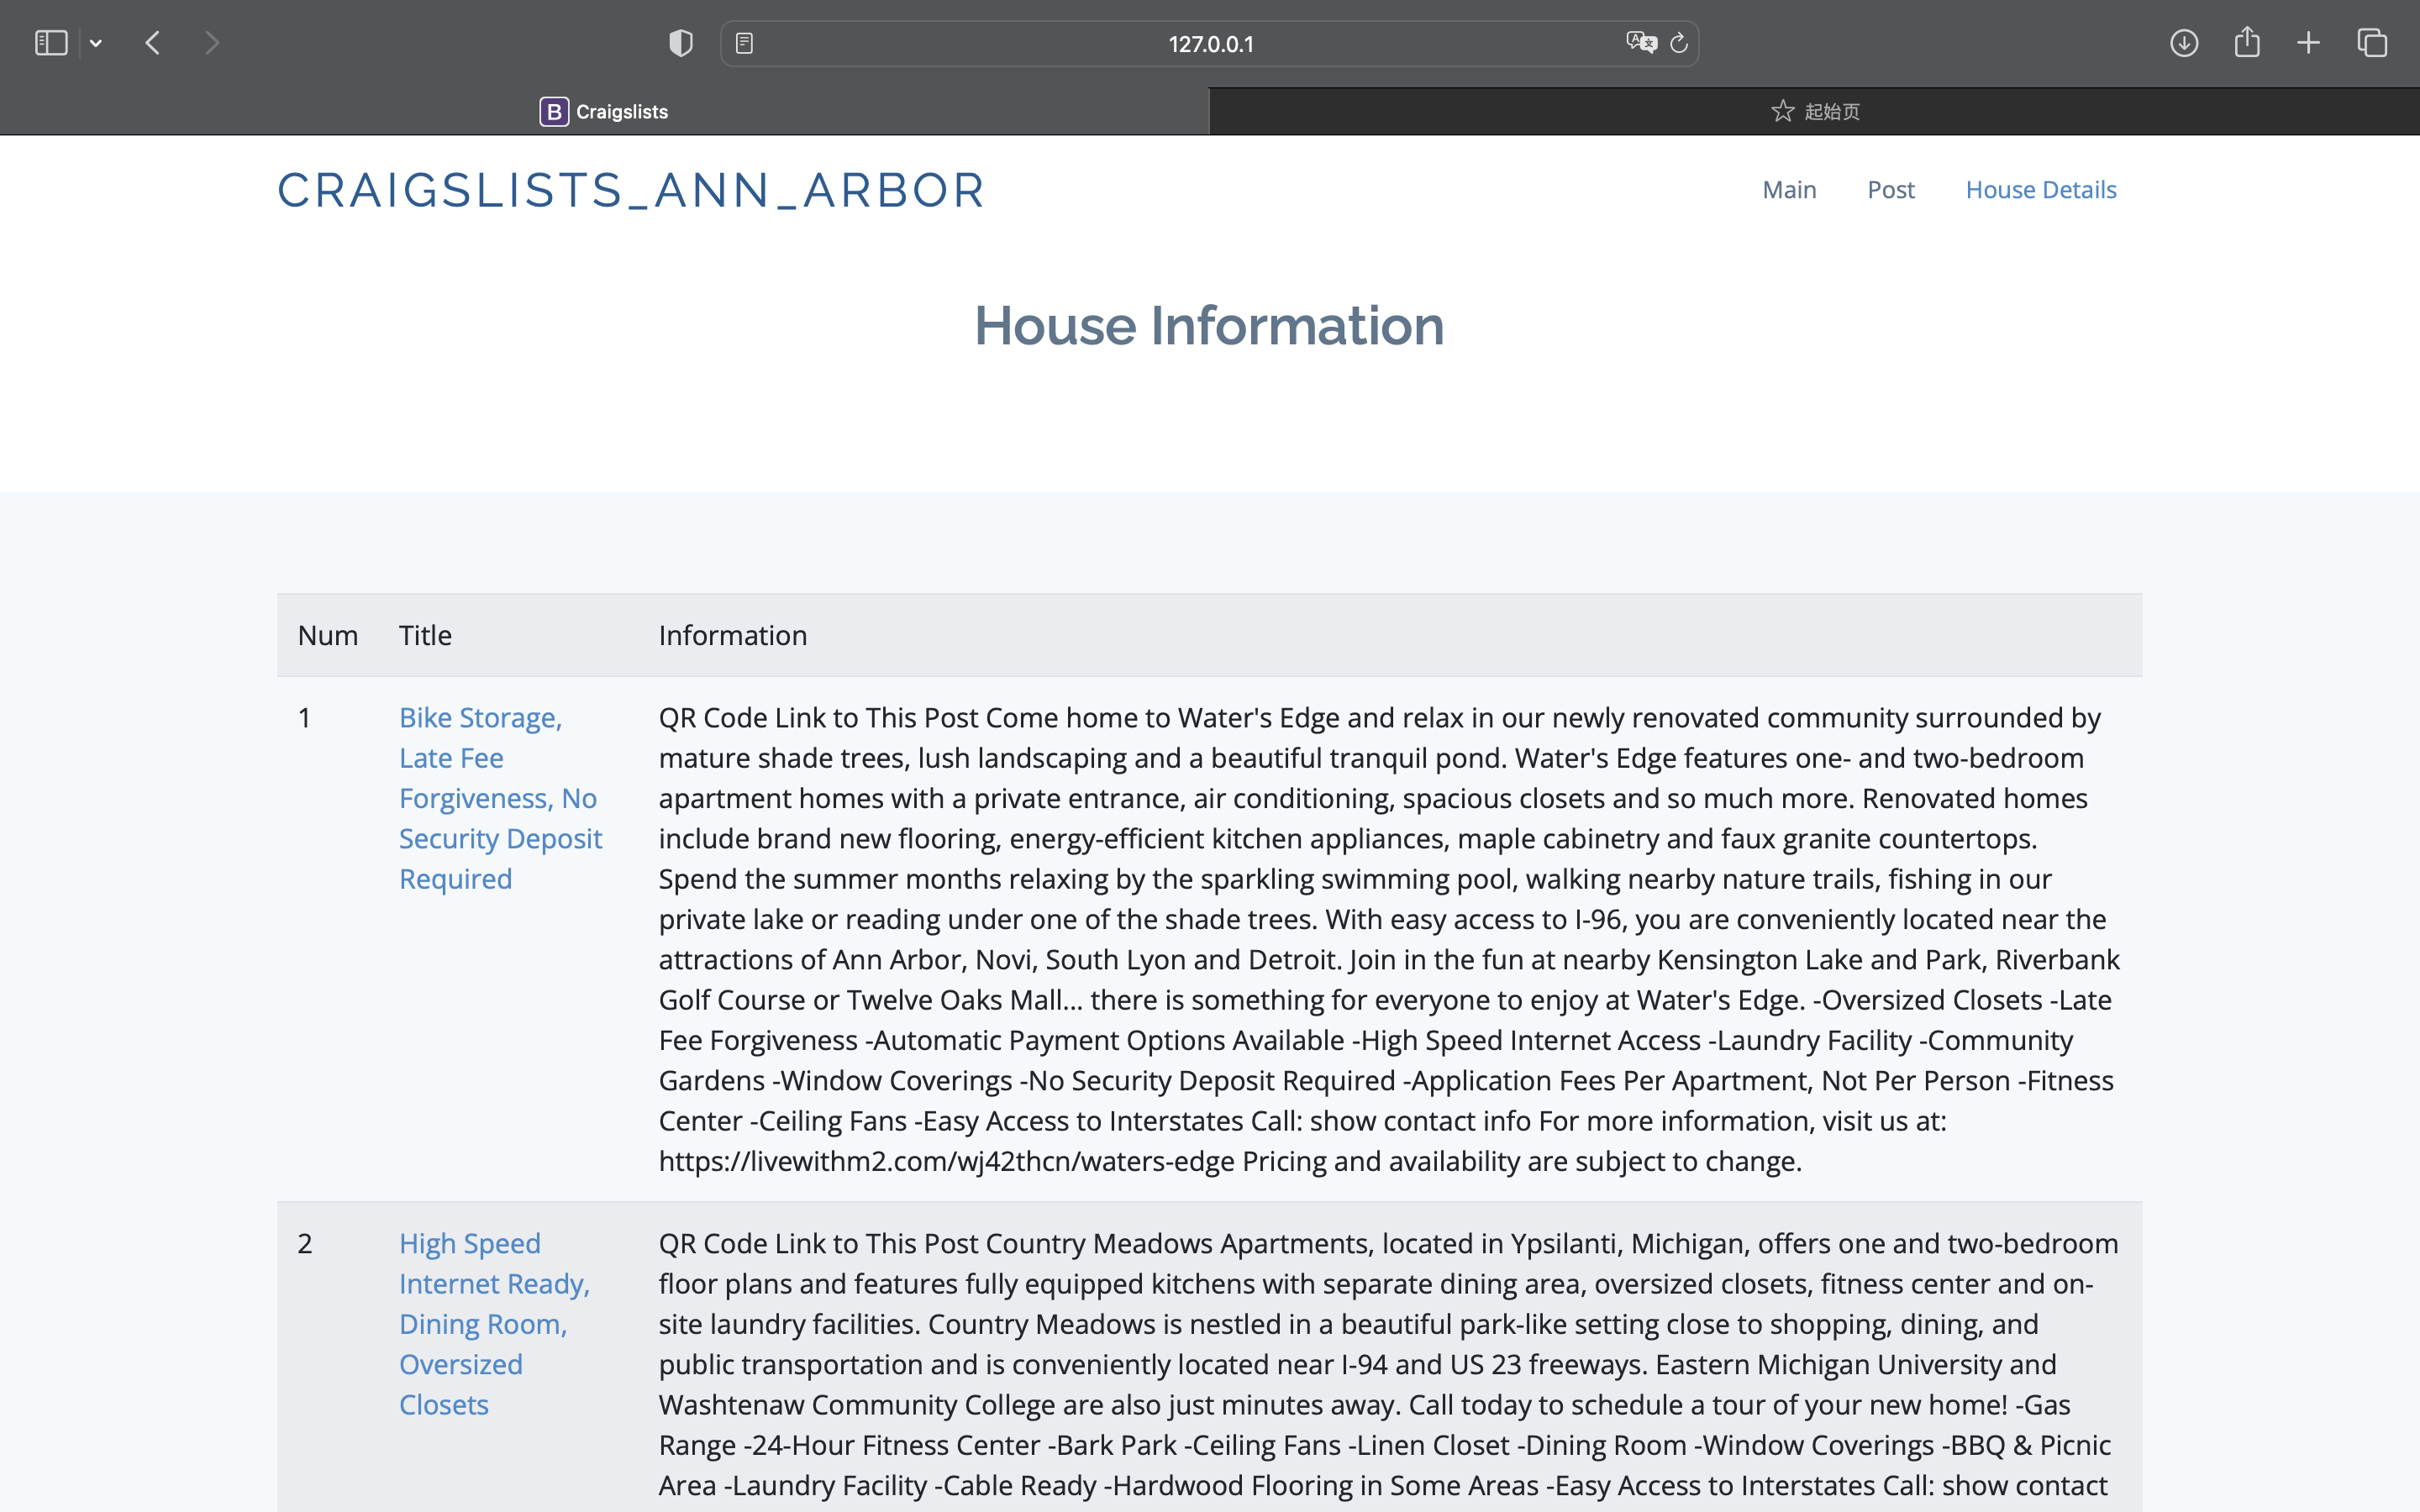 127.0.0.1
B Craigslists
起始页
CRAIGSLISTS_ANN_ARBOR
Main Post House Details
House Information
Num Title Information
1
Bike Storage,
Late Fee
Forgiveness, No
Security Deposit
Required
QR Code Link to This Post Come home to Water's Edge and relax in our newly renovated community surrounded by
mature shade trees, lush landscaping and a beautiful tranquil pond. Water's Edge features one- and two-bedroom
apartment homes with a private entrance, air conditioning, spacious closets and so much more. Renovated homes
include brand new flooring, energy-efficient kitchen appliances, maple cabinetry and faux granite countertops.
Spend the summer months relaxing by the sparkling swimming pool, walking nearby nature trails, fishing in our
private lake or reading under one of the shade trees. With easy access to I-96, you are conveniently located near the
attractions of Ann Arbor, Novi, South Lyon and Detroit. Join in the fun at nearby Kensington Lake and Park, Riverbank
Golf Course or Twelve Oaks Mall... there is something for everyone to enjoy at Water's Edge. -Oversized Closets -Late
Fee Forgiveness -Automatic Payment Options Available -High Speed Internet Access -Laundry Facility -Community
Gardens -Window Coverings -No Security Deposit Required -Application Fees Per Apartment, Not Per Person -Fitness
Center -Ceiling Fans -Easy Access to Interstates Call: show contact info For more information, visit us at:
https://livewithm2.com/wj42thcn/waters-edge Pricing and availability are subject to change.
2
High Speed
Internet Ready,
Dining Room,
Oversized
Closets
QR Code Link to This Post Country Meadows Apartments, located in Ypsilanti, Michigan, offers one and two-bedroom
floor plans and features fully equipped kitchens with separate dining area, oversized closets, fitness center and on-
site laundry facilities. Country Meadows is nestled in a beautiful park-like setting close to shopping, dining, and
public transportation and is conveniently located near I-94 and US 23 freeways. Eastern Michigan University and
Washtenaw Community College are also just minutes away. Call today to schedule a tour of your new home! -Gas
Range -24-Hour Fitness Center -Bark Park -Ceiling Fans -Linen Closet -Dining Room -Window Coverings -BBQ & Picnic
Area -Laundry Facility -Cable Ready -Hardwood Flooring in Some Areas -Easy Access to Interstates Call: show contact